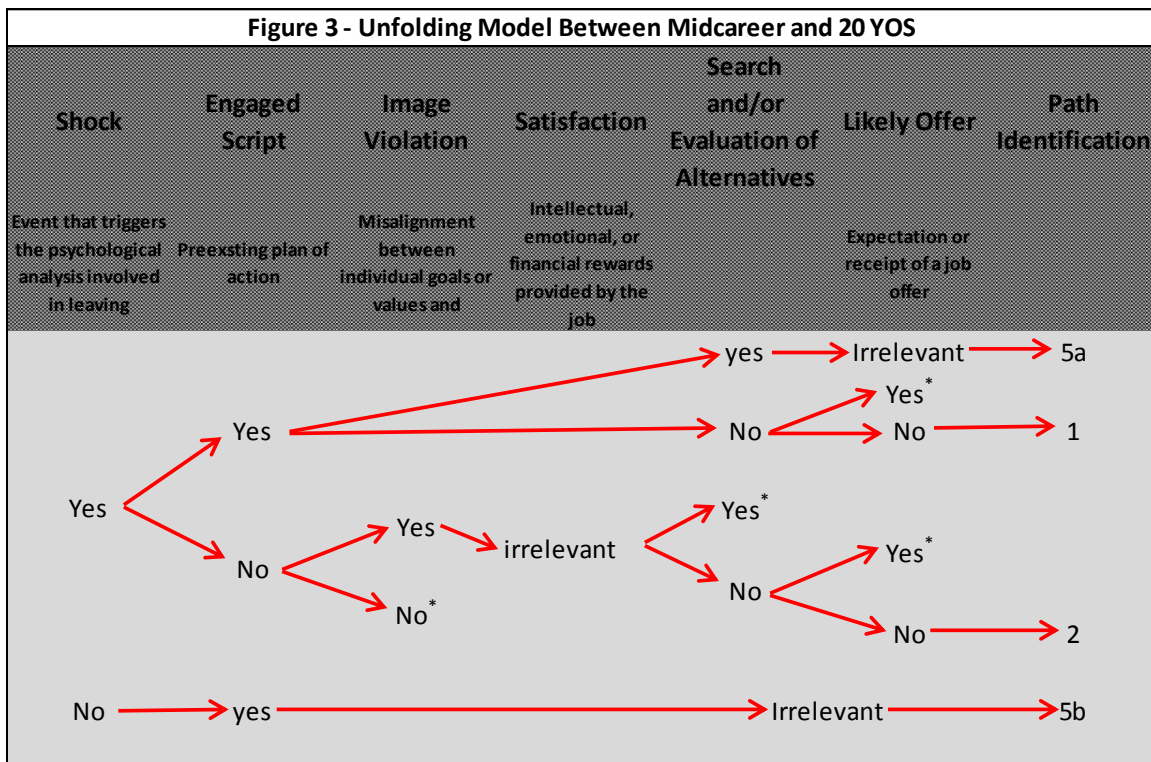 Figure 3 - Unfolding Model Between Midcareer and 20 YOS
Shock
Engaged
Script
Image
Violation
Satisfaction
Search
and/or
Evaluation of
Alternatives
Likely Offer
Path
Identification
Event that triggers
the psychological
analysis involved
in leaving
Preexsting plan of
action
Misalignment
between
individual goals or
values and
Intellectual,
emotional, or
financial rewards
provided by the
job
Expectation or
receipt of a job
offer
yes Irrelevant 5a
Yes*
Yes No No 1
Yes Yes Yes*
irrelevant Yes*
No No
No* No 2
No yes Irrelevant 5b